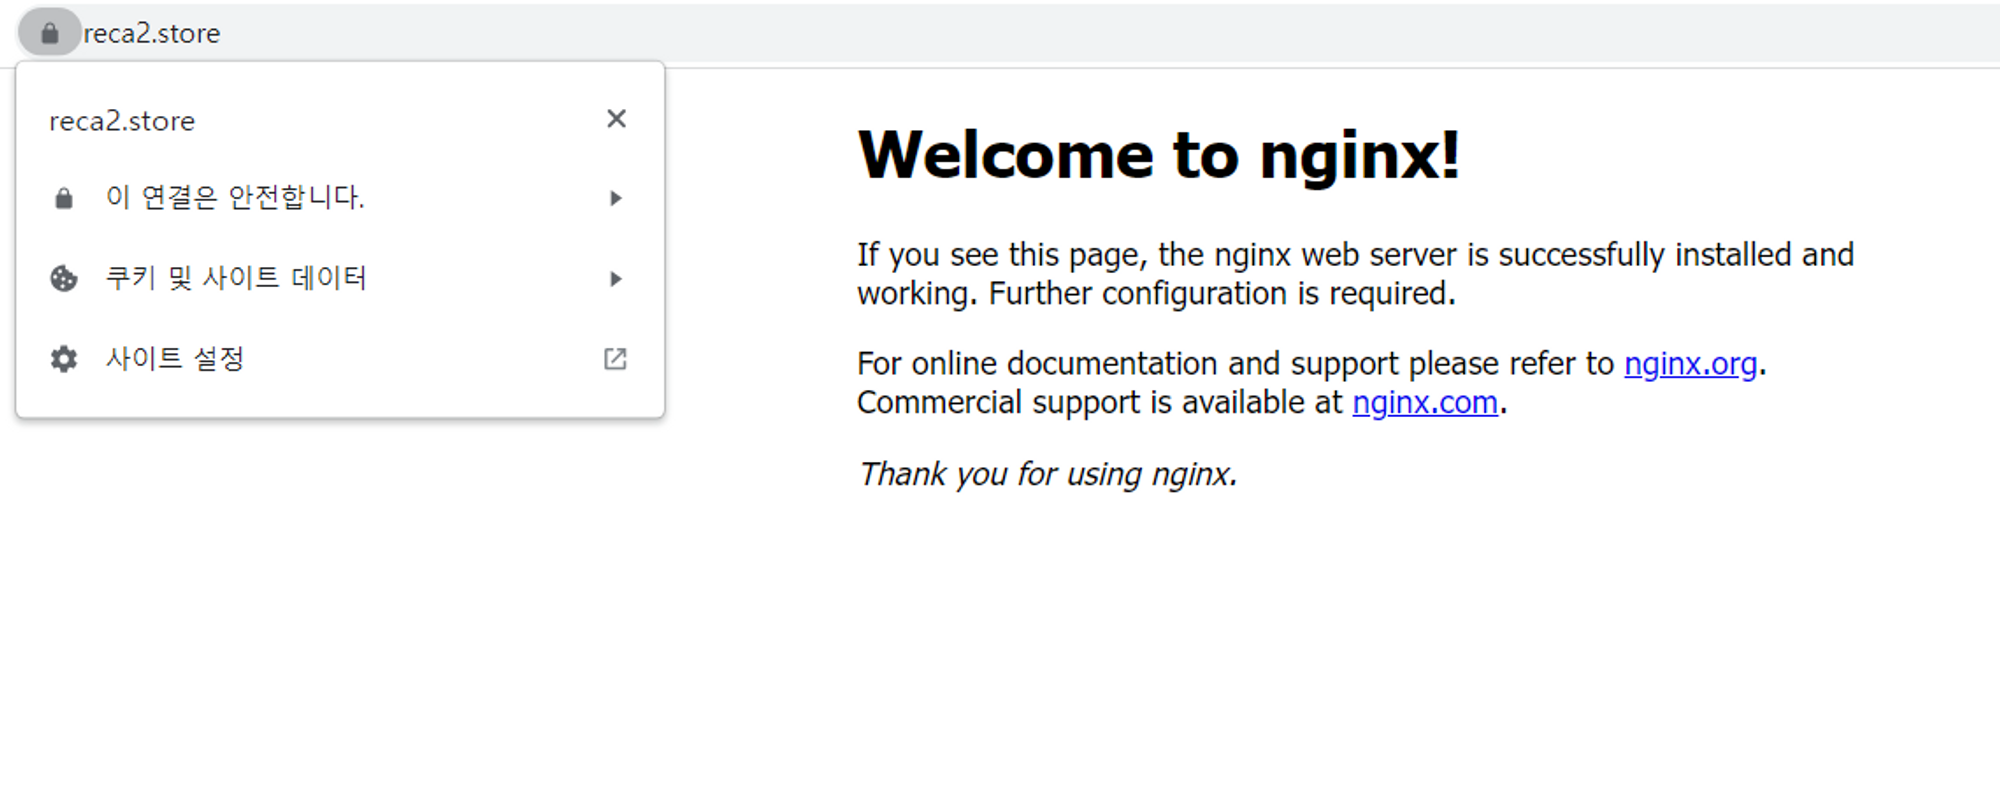 reca2.store
reca2.store
이 연결은 안전합니다.
쿠키 및 사이트 데이터
사이트 설정
Welcome to nginx!
If you see this page, the nginx web server is successfully installed and
working. Further configuration is required.
For online documentation and support please refer to nginx.org.
Commercial support is available at nginx.com.
Thank you for using nginx.